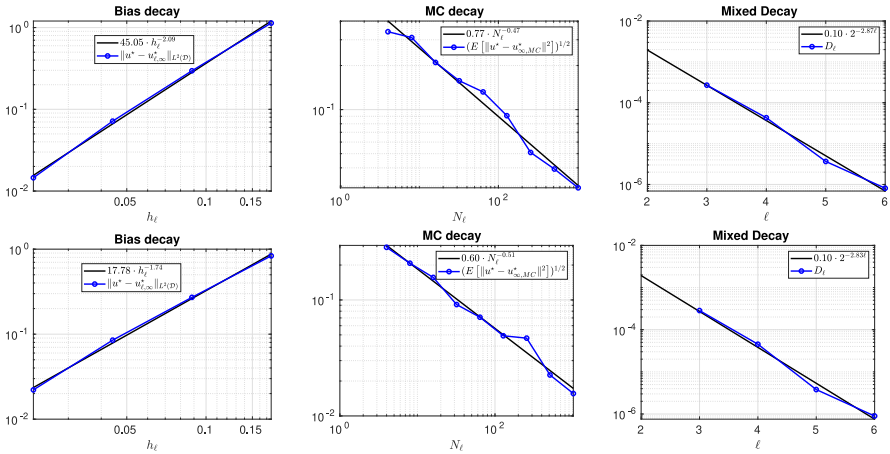 Bias decay
10^0
10^-1
10^-2
0.05
0.1
0.15
h_ℓ
45.05 · h_ℓ^-2.09
‖u* − u*_ℓ,∞‖_L²(D)
MC decay
10^-1
10^0
10^2
N_ℓ
0.77 · N_ℓ^-0.47
(E [‖u* − u*_∞,MC‖²])^1/2
Mixed Decay
10^-2
10^-4
10^-6
2
3
4
5
6
ℓ
0.10 · 2^-2.87ℓ
D_ℓ
Bias decay
10^0
10^-1
10^-2
0.05
0.1
0.15
h_ℓ
17.78 · h_ℓ^-1.74
‖u* − u*_ℓ,∞‖_L²(D)
MC decay
10^-1
10^-2
10^0
10^2
N_ℓ
0.60 · N_ℓ^-0.51
(E [‖u* − u*_∞,MC‖²])^1/2
Mixed Decay
10^-2
10^-4
10^-6
2
3
4
5
6
ℓ
0.10 · 2^-2.83ℓ
D_ℓ